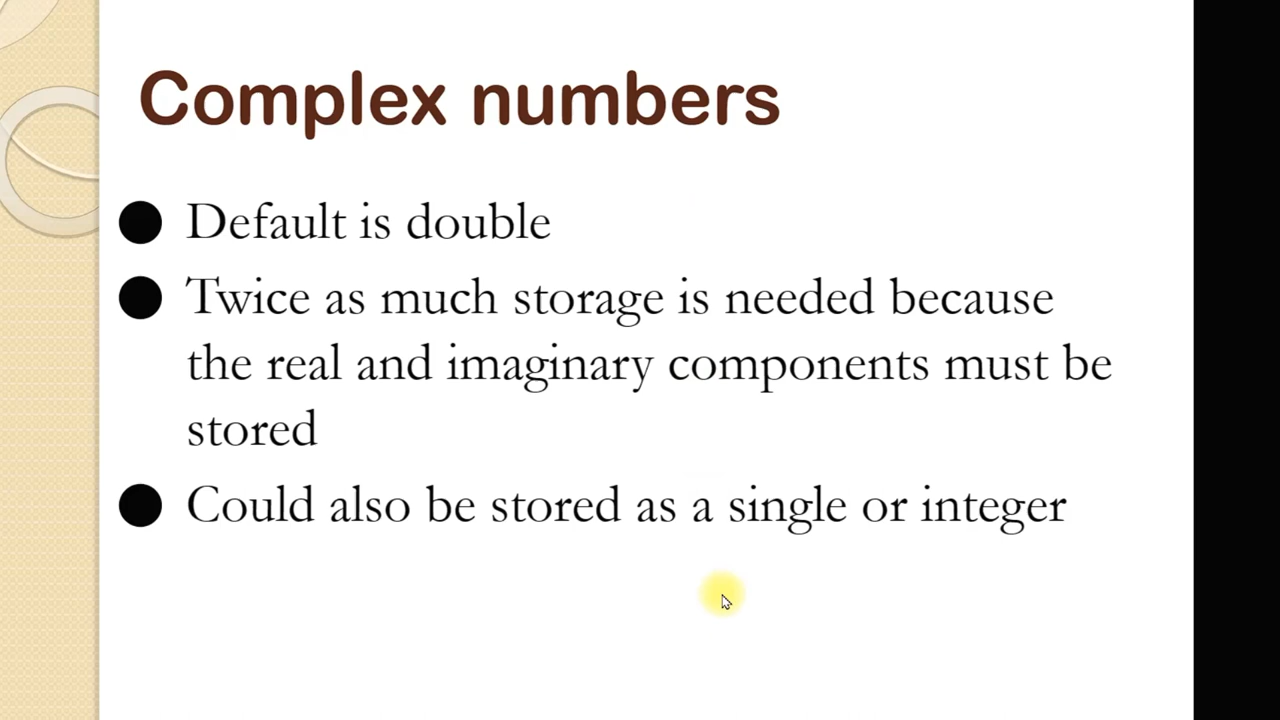 Complex numbers
Default is double
Twice as much storage is needed because
the real and imaginary components must be
stored
Could also be stored as a single or integer